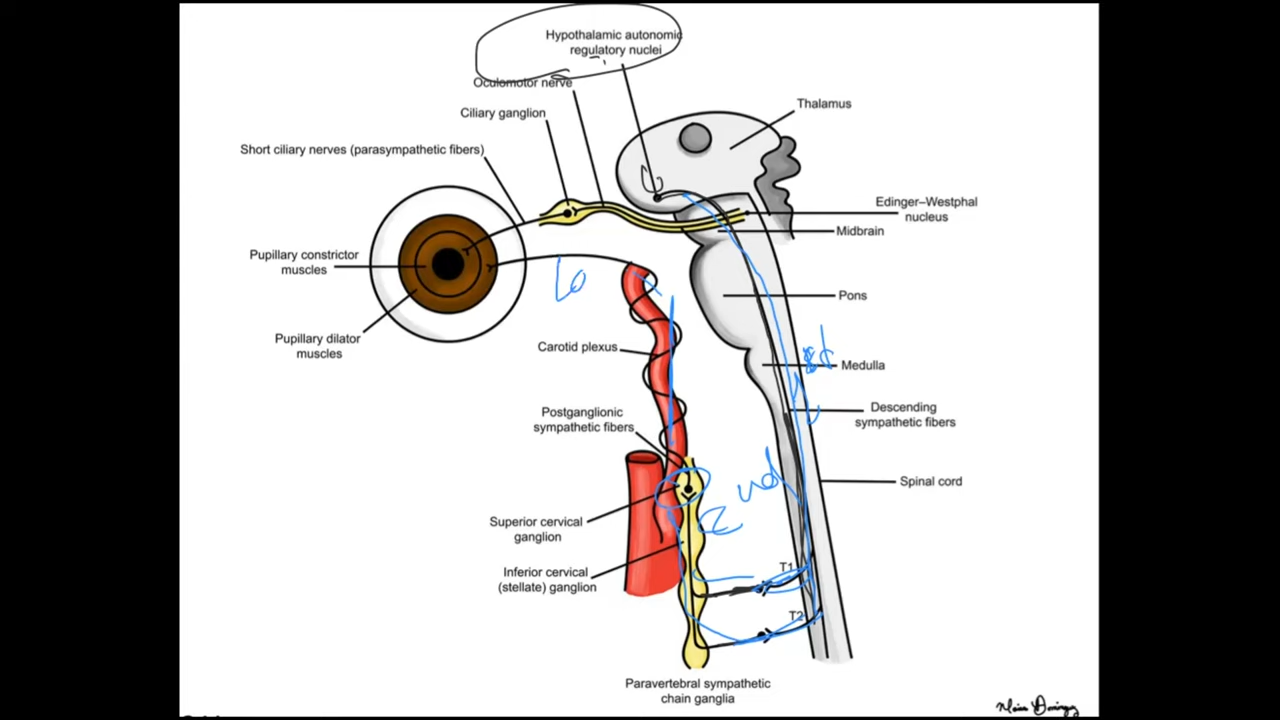 Hypothalamic autonomic
regulatory nuclei
Oculomotor nerve
Ciliary ganglion
Thalamus
Short ciliary nerves (parasympathetic fibers)
Edinger–Westphal
nucleus
Midbrain
Pupillary constrictor
muscles
Pons
Pupillary dilator
muscles
Carotid plexus
Medulla
Postganglionic
sympathetic fibers
Descending
sympathetic fibers
Spinal cord
Superior cervical
ganglion
Inferior cervical
(stellate) ganglion
T1
T2
Paravertebral sympathetic
chain ganglia